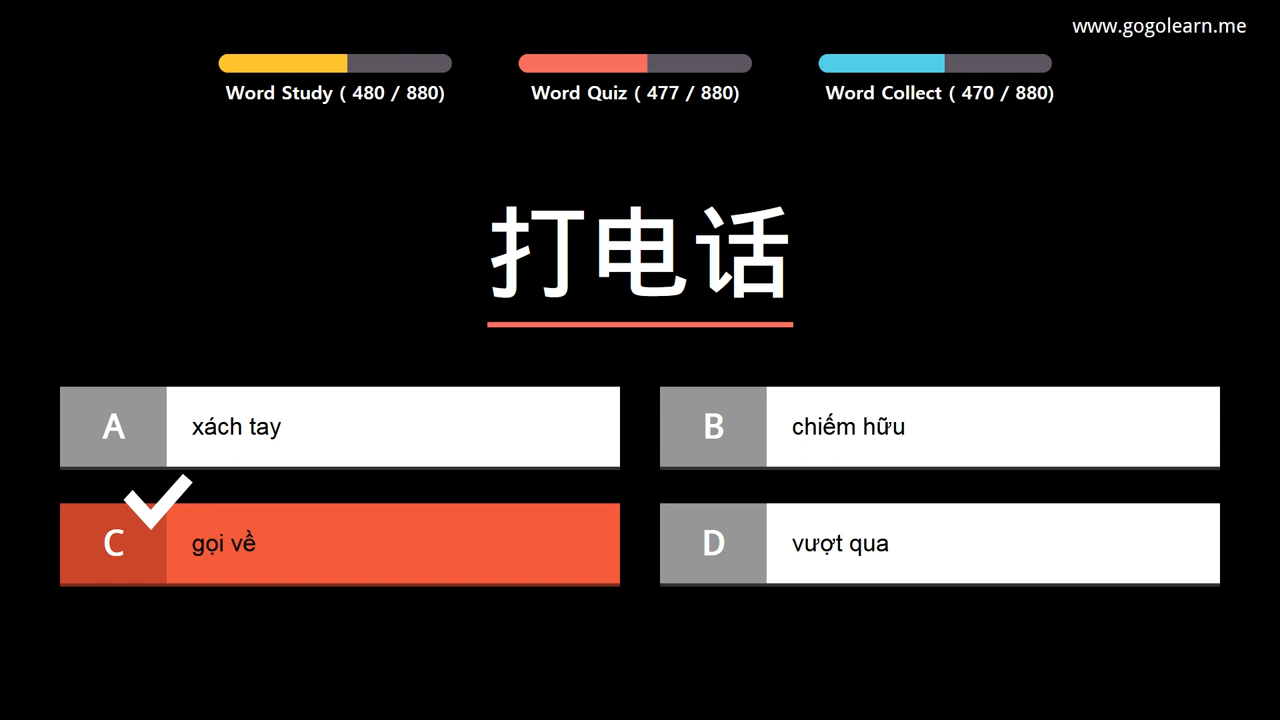 www.gogolearn.me
Word Study ( 480 / 880)
Word Quiz ( 477 / 880)
Word Collect ( 470 / 880)
打电话
A xách tay
B chiếm hữu
C gọi về
D vượt qua